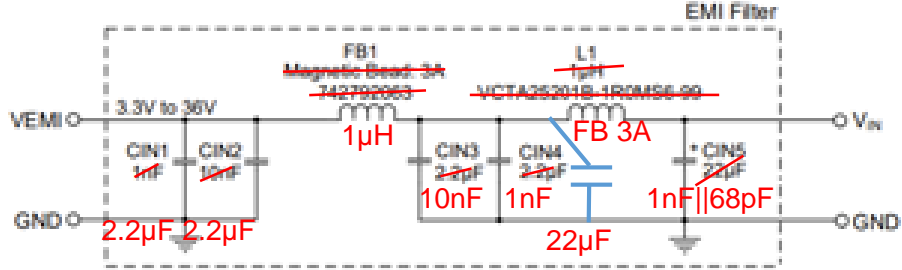 EMI Filter
FB1
Magnetic Bead: 3A
742792063
L1
1µH
VCTA25201B-1R0MS6-99
VEMI
3.3V to 36V
1µH
FB 3A
VIN
CIN1
1nF
CIN2
10nF
CIN3
2.2µF
CIN4
2.2µF
* CIN5
22µF
10nF
1nF
1nF||68pF
GND
2.2µF
2.2µF
22µF
GND